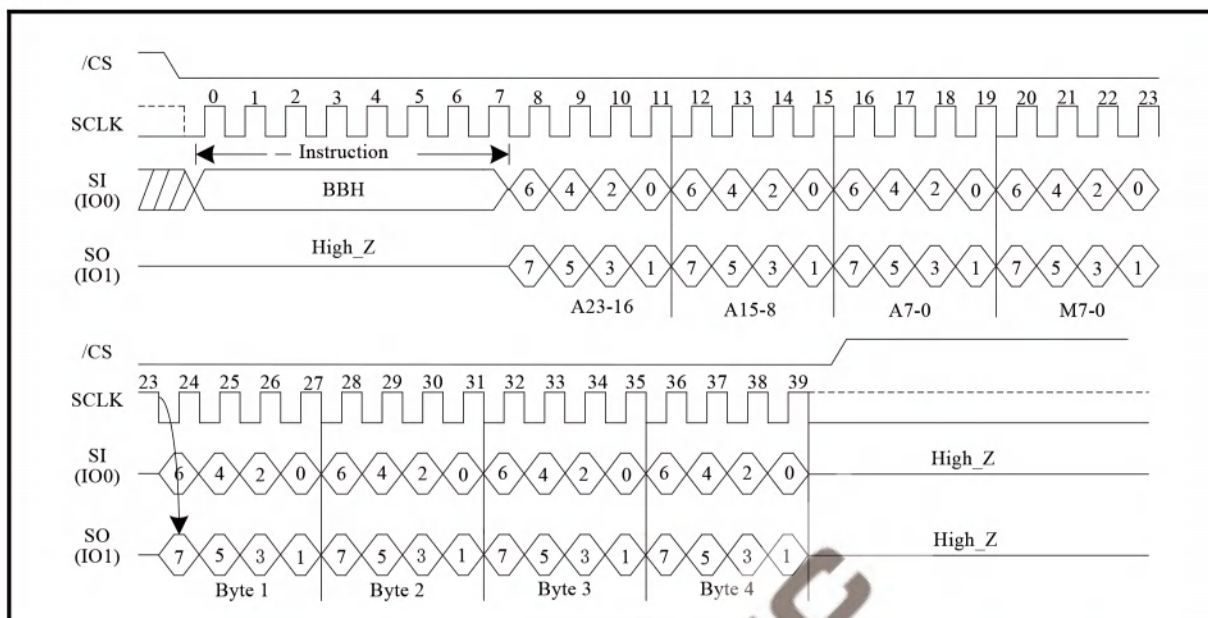 /CS
0 1 2 3 4 5 6 7 8 9 10 11 12 13 14 15 16 17 18 19 20 21 22 23
SCLK
Instruction
SI
(IO0)
BBH
6 4 2 0 6 4 2 0 6 4 2 0 6 4 2 0
SO
(IO1)
High_Z
7 5 3 1 7 5 3 1 7 5 3 1 7 5 3 1
A23-16 A15-8 A7-0 M7-0
/CS
23 24 25 26 27 28 29 30 31 32 33 34 35 36 37 38 39
SCLK
SI
(IO0)
6 4 2 0 6 4 2 0 6 4 2 0 6 4 2 0
High_Z
SO
(IO1)
7 5 3 1 7 5 3 1 7 5 3 1 7 5 3 1
High_Z
Byte 1 Byte 2 Byte 3 Byte 4